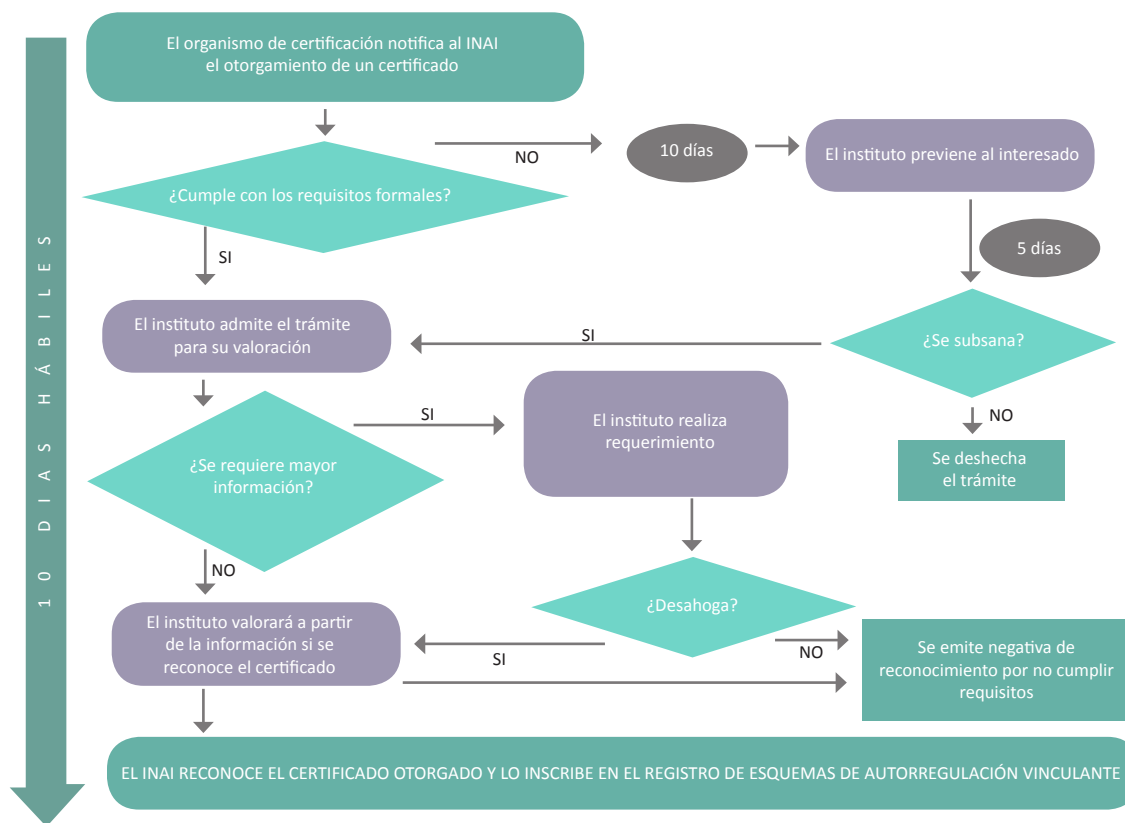 El organismo de certificación notifica al INAI
el otorgamiento de un certificado
NO
10 días
El instituto previene al interesado
¿Cumple con los requisitos formales?
SI
5 días
El instituto admite el trámite
para su valoración
SI
¿Se subsana?
SI
El instituto realiza
requerimiento
NO
¿Se requiere mayor
información?
Se deshecha
el trámite
NO
¿Desahoga?
El instituto valorará a partir
de la información si se
reconoce el certificado
SI
NO
Se emite negativa de
reconocimiento por no cumplir
requisitos
EL INAI RECONOCE EL CERTIFICADO OTORGADO Y LO INSCRIBE EN EL REGISTRO DE ESQUEMAS DE AUTORREGULACIÓN VINCULANTE
10 DIAS HÁBILES